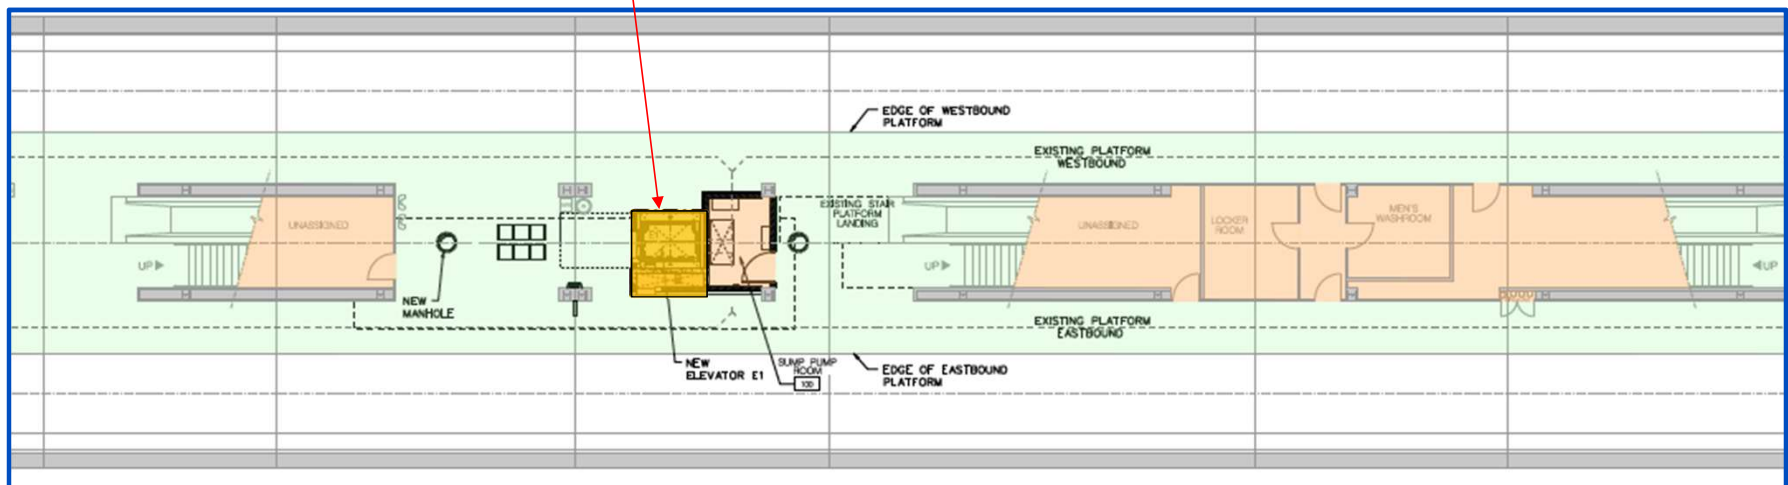 EDGE OF WESTBOUND
PLATFORM
EXISTING PLATFORM
WESTBOUND
UNASSIGNED
EXISTING STAIR
PLATFORM
LANDING
UNASSIGNED
LOCKER
ROOM
MEN'S
WASHROOM
UP
UP
UP
NEW
MANHOLE
EXISTING PLATFORM
EASTBOUND
NEW
ELEVATOR E1
SUMP PUMP
ROOM
100
EDGE OF EASTBOUND
PLATFORM